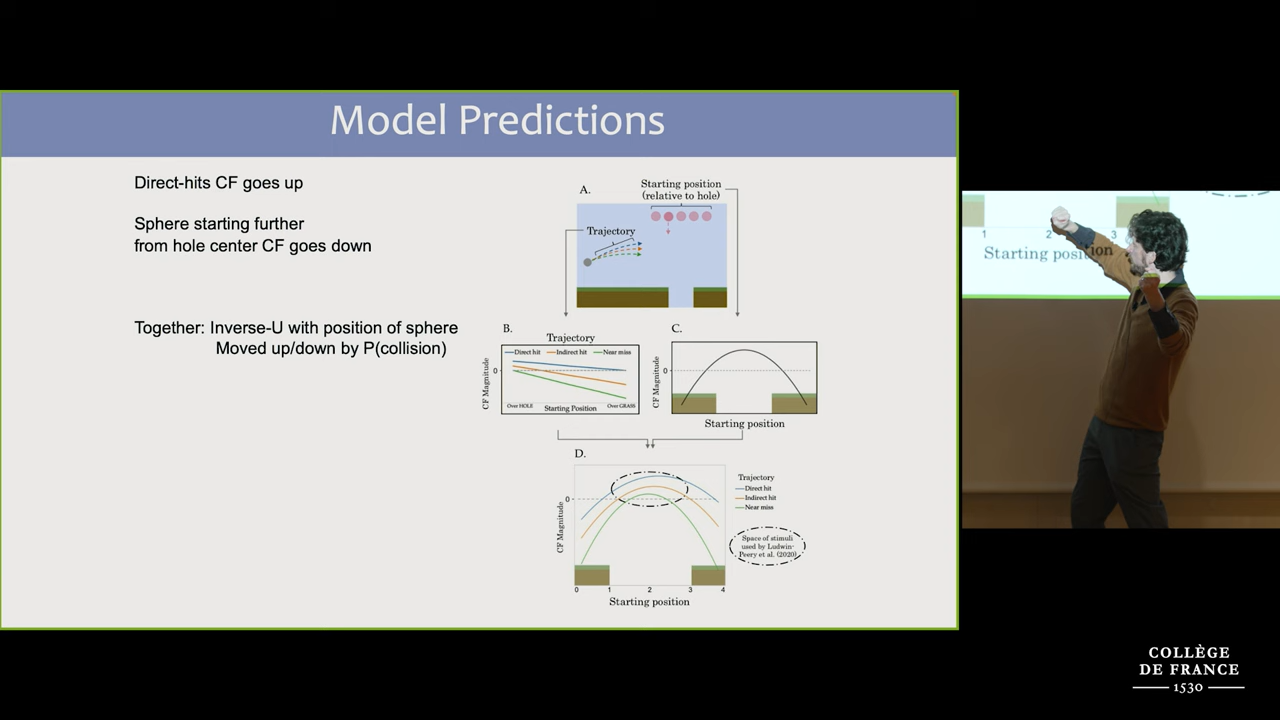 Model Predictions
Direct-hits CF goes up
Sphere starting further
from hole center CF goes down
Together: Inverse-U with position of sphere
Moved up/down by P(collision)
A.
Starting position
(relative to hole)
Trajectory
B.
Trajectory
Direct hit
Indirect hit
Near miss
0
CF Magnitude
Over HOLE
Starting Position
Over GRASS
C.
0
CF Magnitude
Starting position
D.
0
CF Magnitude
0 1 2 3 4
Starting position
Trajectory
Direct hit
Indirect hit
Near miss
Space of stimuli
used by Ludwin-
Peery et al. (2020)
1 2 3
Starting position
COLLÈGE
DE FRANCE
1530